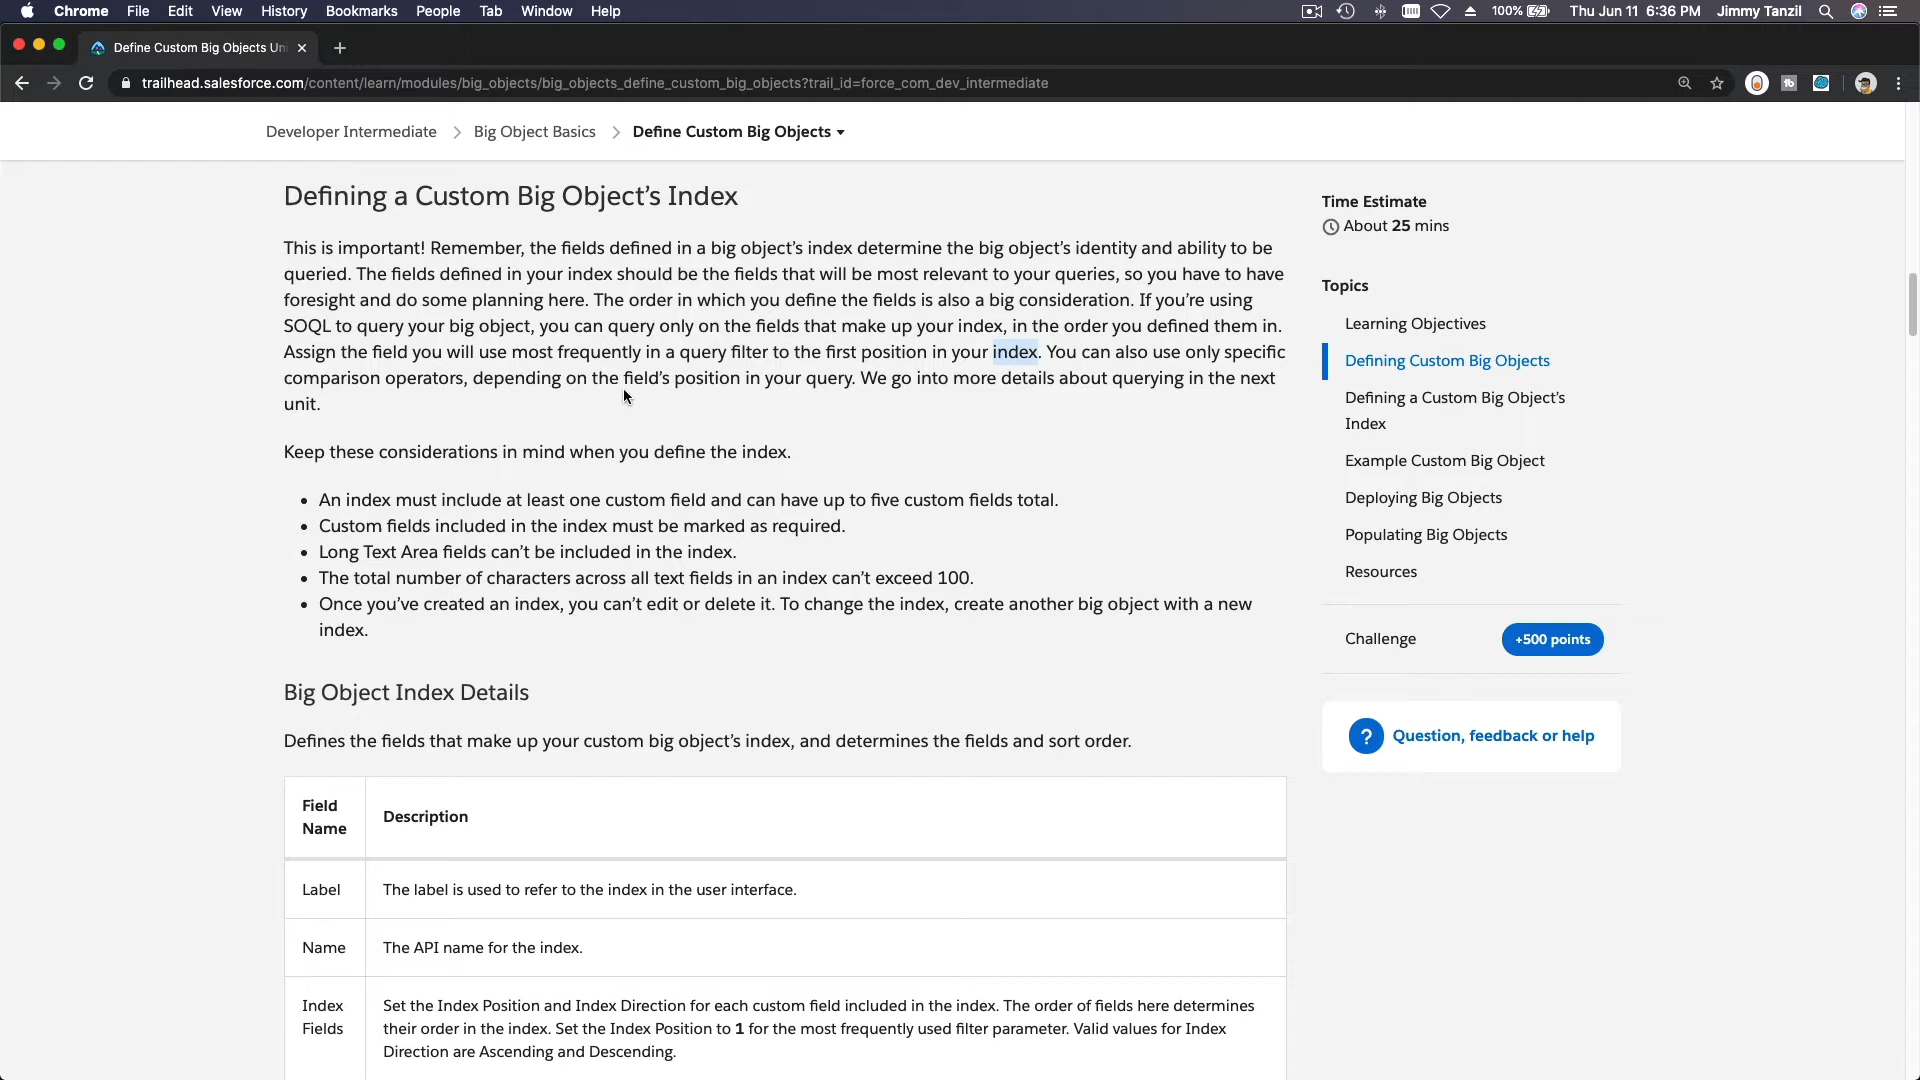 Chrome File Edit View History Bookmarks People Tab Window Help 100% Thu Jun 11 6:36 PM Jimmy Tanzil
Define Custom Big Objects Un
trailhead.salesforce.com/content/learn/modules/big_objects/big_objects_define_custom_big_objects?trail_id=force_com_dev_intermediate
Developer Intermediate > Big Object Basics > Define Custom Big Objects
Defining a Custom Big Object’s Index
This is important! Remember, the fields defined in a big object’s index determine the big object’s identity and ability to be
queried. The fields defined in your index should be the fields that will be most relevant to your queries, so you have to have
foresight and do some planning here. The order in which you define the fields is also a big consideration. If you’re using
SOQL to query your big object, you can query only on the fields that make up your index, in the order you defined them in.
Assign the field you will use most frequently in a query filter to the first position in your index. You can also use only specific
comparison operators, depending on the field’s position in your query. We go into more details about querying in the next
unit.
Keep these considerations in mind when you define the index.
• An index must include at least one custom field and can have up to five custom fields total.
• Custom fields included in the index must be marked as required.
• Long Text Area fields can’t be included in the index.
• The total number of characters across all text fields in an index can’t exceed 100.
• Once you’ve created an index, you can’t edit or delete it. To change the index, create another big object with a new
index.
Big Object Index Details
Defines the fields that make up your custom big object’s index, and determines the fields and sort order.
Field
Name
Description
Label
The label is used to refer to the index in the user interface.
Name
The API name for the index.
Index
Fields
Set the Index Position and Index Direction for each custom field included in the index. The order of fields here determines
their order in the index. Set the Index Position to 1 for the most frequently used filter parameter. Valid values for Index
Direction are Ascending and Descending.
Time Estimate
About 25 mins
Topics
Learning Objectives
Defining Custom Big Objects
Defining a Custom Big Object’s
Index
Example Custom Big Object
Deploying Big Objects
Populating Big Objects
Resources
Challenge
+500 points
? Question, feedback or help